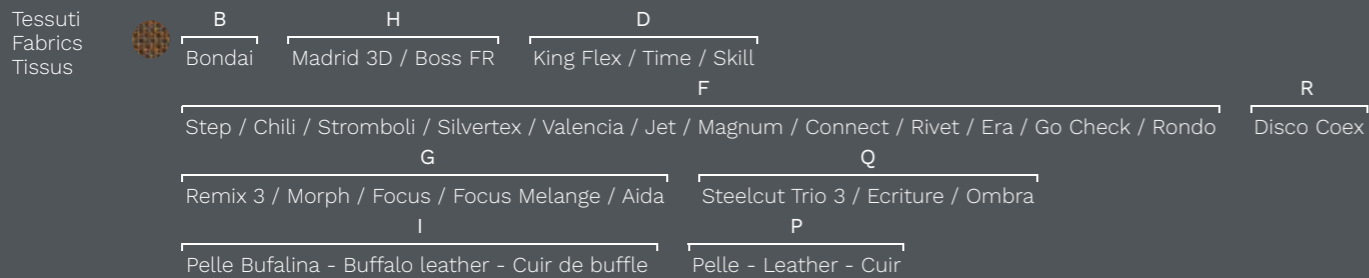 Tessuti
Fabrics
Tissus
B H D
Bondai Madrid 3D / Boss FR King Flex / Time / Skill
F R
Step / Chili / Stromboli / Silvertex / Valencia / Jet / Magnum / Connect / Rivet / Era / Go Check / Rondo Disco Coex
G Q
Remix 3 / Morph / Focus / Focus Melange / Aida Steelcut Trio 3 / Ecriture / Ombra
I P
Pelle Bufalina - Buffalo leather - Cuir de buffle Pelle - Leather - Cuir